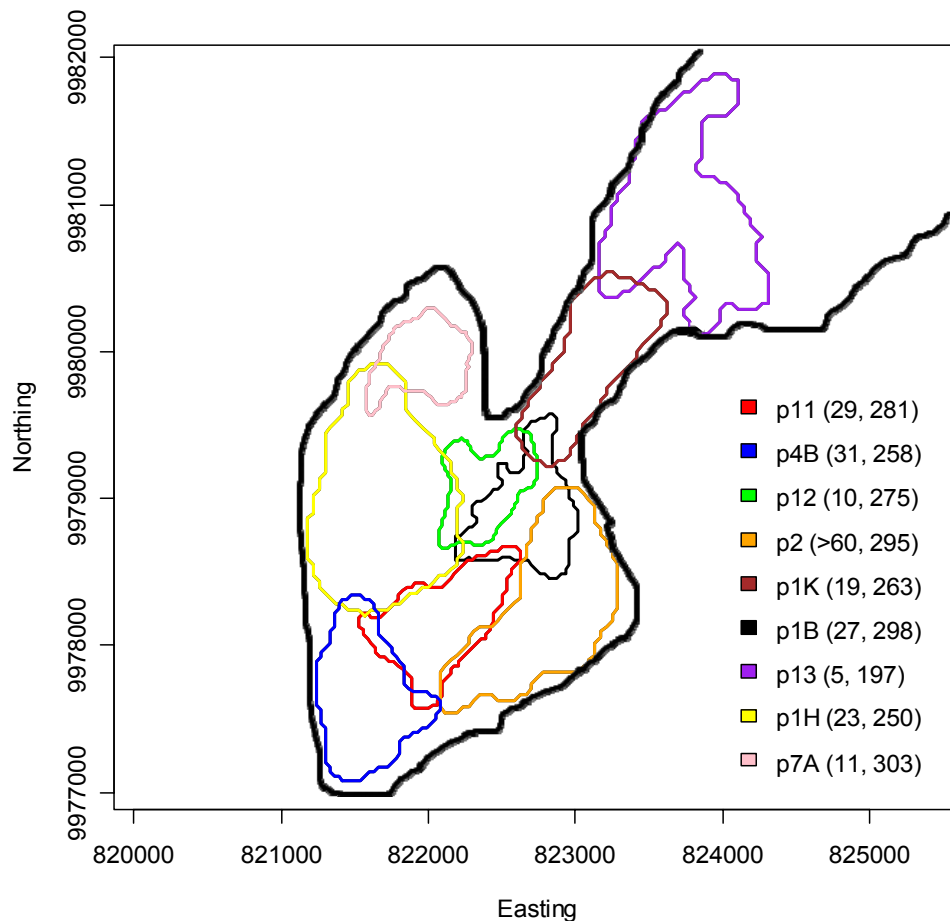 9982000
9981000
9980000
9979000
9978000
9977000
Northing
p11 (29, 281)
p4B (31, 258)
p12 (10, 275)
p2 (>60, 295)
p1K (19, 263)
p1B (27, 298)
p13 (5, 197)
p1H (23, 250)
p7A (11, 303)
820000 821000 822000 823000 824000 825000
Easting